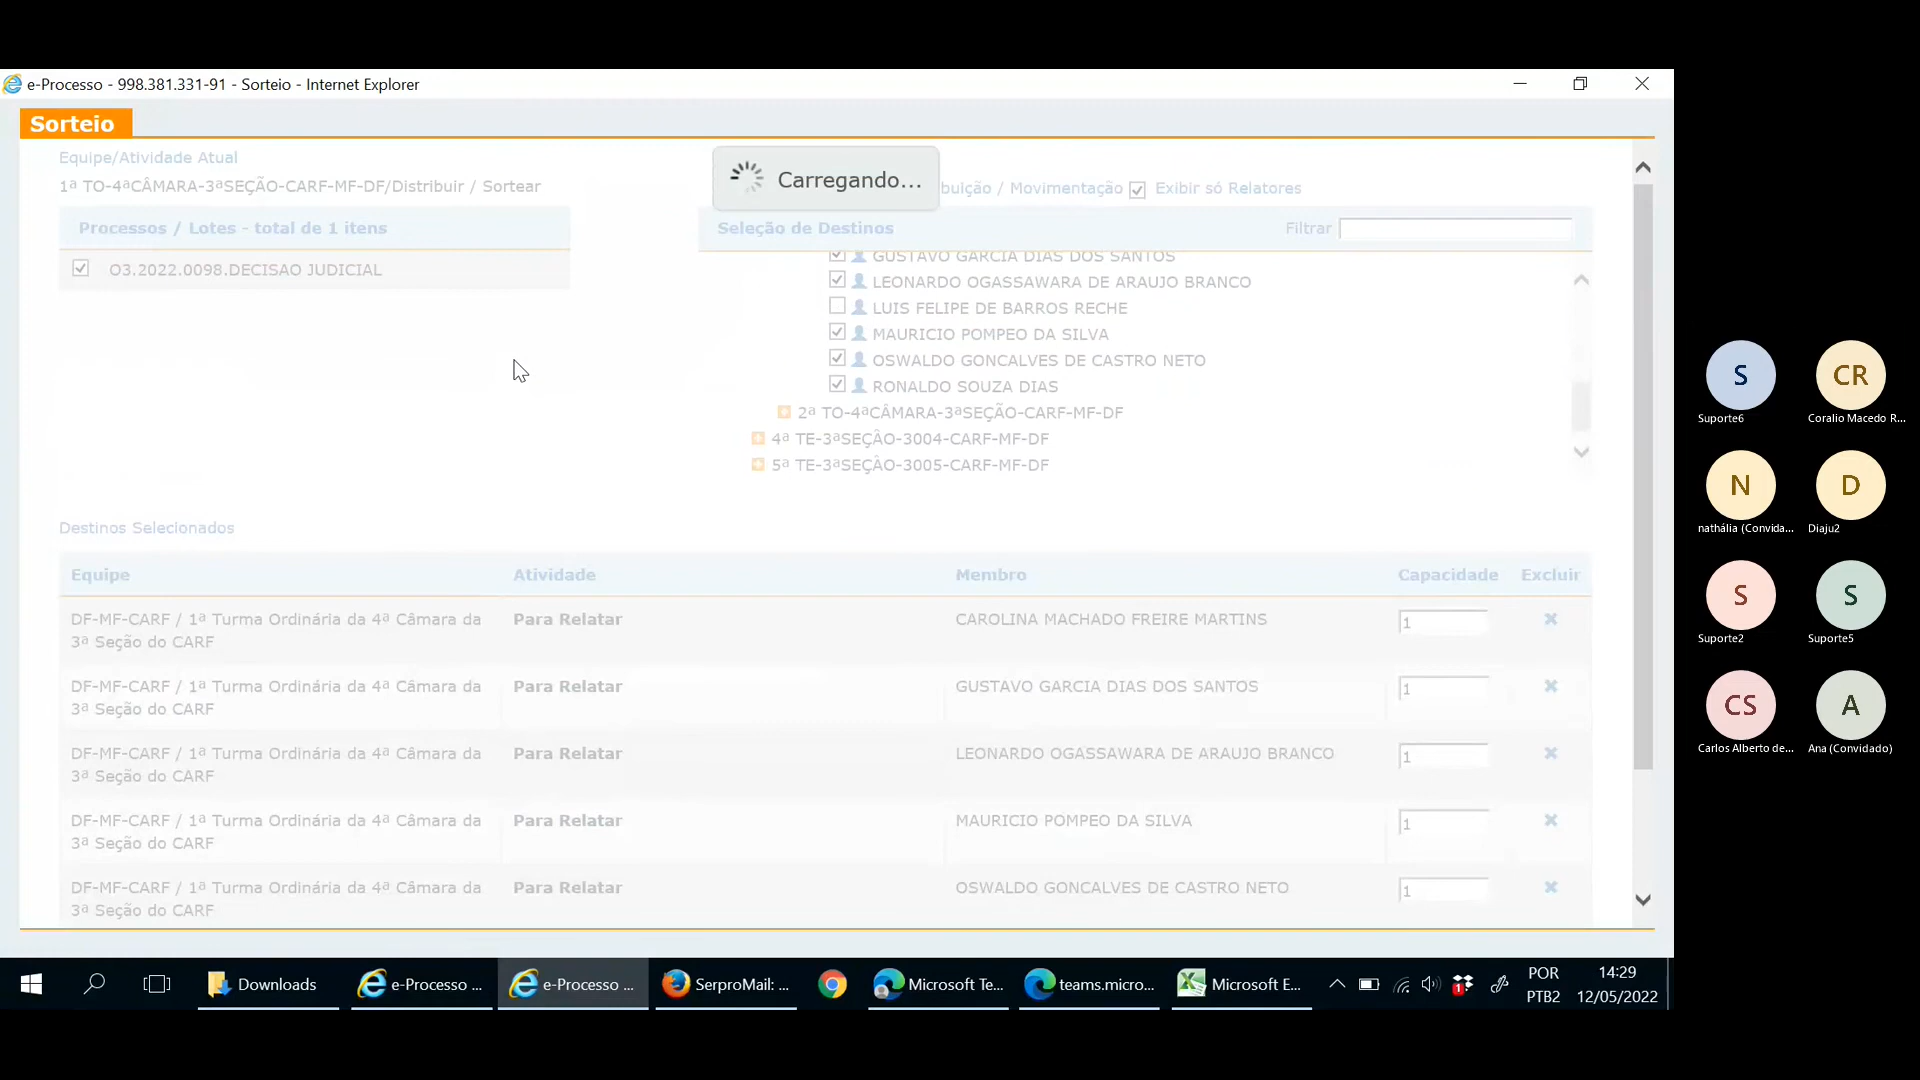 e-Processo - 998.381.331-91 - Sorteio - Internet Explorer
Sorteio
Equipe/Atividade Atual
1ª TO-4ªCÂMARA-3ªSEÇÃO-CARF-MF-DF/Distribuir / Sortear
Carregando...
buição / Movimentação Exibir só Relatores
Processos / Lotes - total de 1 itens
Seleção de Destinos
Filtrar
O3.2022.0098.DECISAO JUDICIAL
GUSTAVO GARCIA DIAS DOS SANTOS
LEONARDO OGASSAWARA DE ARAUJO BRANCO
LUIS FELIPE DE BARROS RECHE
MAURICIO POMPEO DA SILVA
OSWALDO GONCALVES DE CASTRO NETO
RONALDO SOUZA DIAS
2ª TO-4ªCÂMARA-3ªSEÇÃO-CARF-MF-DF
4ª TE-3ªSEÇÃO-3004-CARF-MF-DF
5ª TE-3ªSEÇÃO-3005-CARF-MF-DF
Destinos Selecionados
Equipe Atividade Membro Capacidade Excluir
DF-MF-CARF / 1ª Turma Ordinária da 4ª Câmara da Para Relatar CAROLINA MACHADO FREIRE MARTINS 1
3ª Seção do CARF
DF-MF-CARF / 1ª Turma Ordinária da 4ª Câmara da Para Relatar GUSTAVO GARCIA DIAS DOS SANTOS 1
3ª Seção do CARF
DF-MF-CARF / 1ª Turma Ordinária da 4ª Câmara da Para Relatar LEONARDO OGASSAWARA DE ARAUJO BRANCO 1
3ª Seção do CARF
DF-MF-CARF / 1ª Turma Ordinária da 4ª Câmara da Para Relatar MAURICIO POMPEO DA SILVA 1
3ª Seção do CARF
DF-MF-CARF / 1ª Turma Ordinária da 4ª Câmara da Para Relatar OSWALDO GONCALVES DE CASTRO NETO 1
3ª Seção do CARF
S CR
Suporte6 Coralio Macedo R...
N D
nathália (Convida... Diaju2
S S
Suporte2 Suporte5
CS A
Carlos Alberto de... Ana (Convidado)
Downloads e-Processo ... e-Processo ... SerproMail: ... Microsoft Te... teams.micro... Microsoft E... 1
POR 14:29
PTB2 12/05/2022